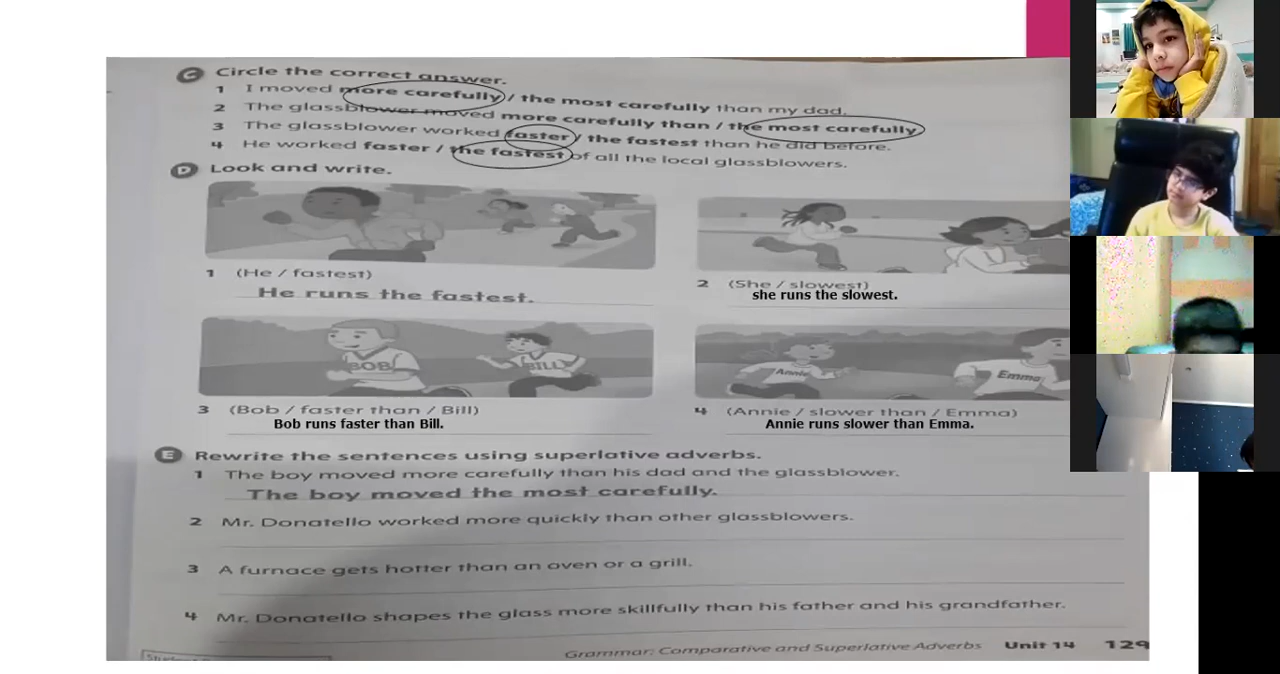 C Circle the correct answer.
1 I moved more carefully / the most carefully than my dad.
2 The glassblower moved more carefully than / the most carefully
3 The glassblower worked faster / the fastest than he did before.
4 He worked faster / the fastest of all the local glassblowers.
D Look and write.
1 (He / fastest)
He runs the fastest.
2 (She / slowest)
she runs the slowest.
BOB
BILL
Annie
Emma
3 (Bob / faster than / Bill)
Bob runs faster than Bill.
4 (Annie / slower than / Emma)
Annie runs slower than Emma.
E Rewrite the sentences using superlative adverbs.
1 The boy moved more carefully than his dad and the glassblower.
The boy moved the most carefully.
2 Mr. Donatello worked more quickly than other glassblowers.
3 A furnace gets hotter than an oven or a grill.
4 Mr. Donatello shapes the glass more skillfully than his father and his grandfather.
Grammar: Comparative and Superlative Adverbs Unit 14 129